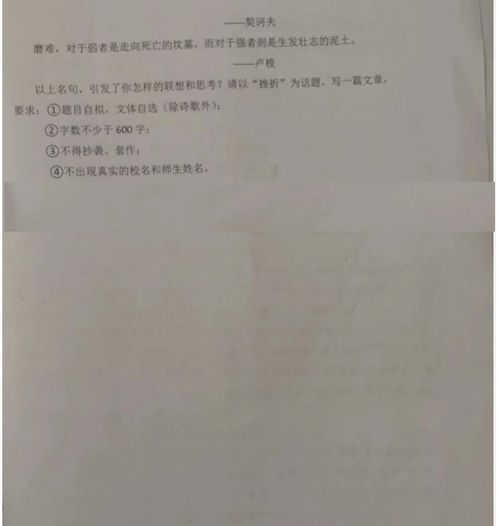 ——契诃夫
磨难，对于弱者是走向死亡的坟墓，而对于强者则是生发壮志的泥土。
——卢梭
以上名句，引发了你怎样的联想和思考？请以“挫折”为话题，写一篇文章。
要求：①题目自拟，文体自选（除诗歌外）；
②字数不少于 600 字；
③不得抄袭、套作；
④不出现真实的校名和师生姓名。